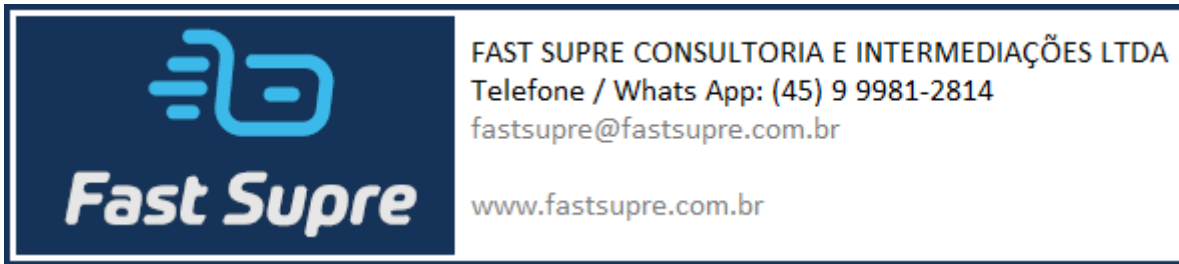 Fast Supre
FAST SUPRE CONSULTORIA E INTERMEDIAÇÕES LTDA
Telefone / Whats App: (45) 9 9981-2814
fastsupre@fastsupre.com.br
www.fastsupre.com.br